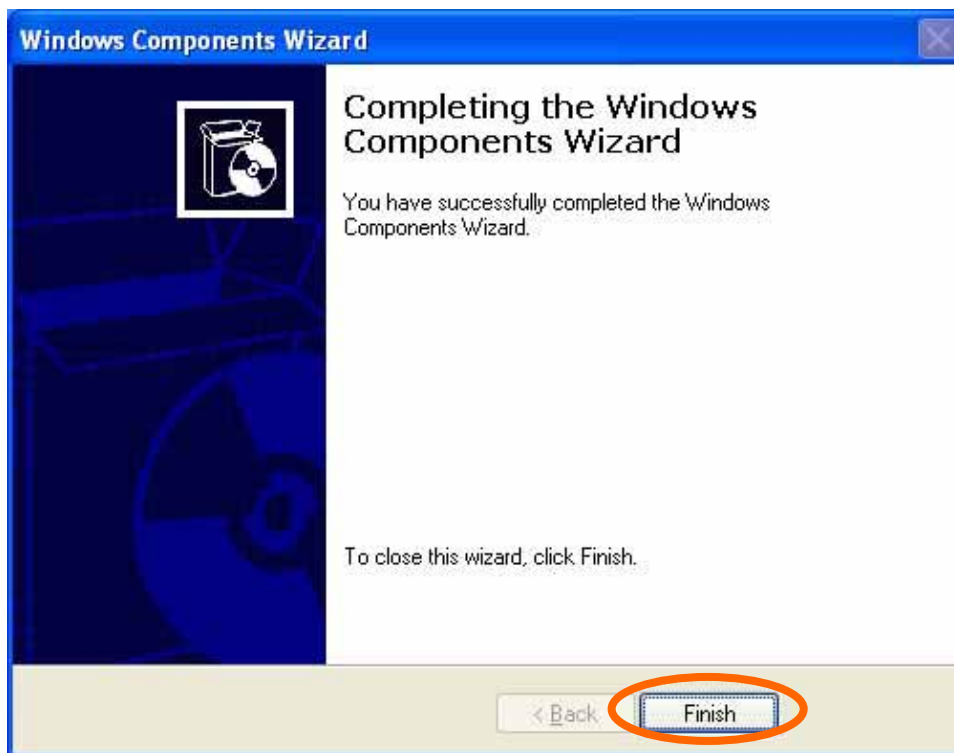 Windows Components Wizard
Completing the Windows
Components Wizard
You have successfully completed the Windows
Components Wizard.
To close this wizard, click Finish.
< Back
Finish